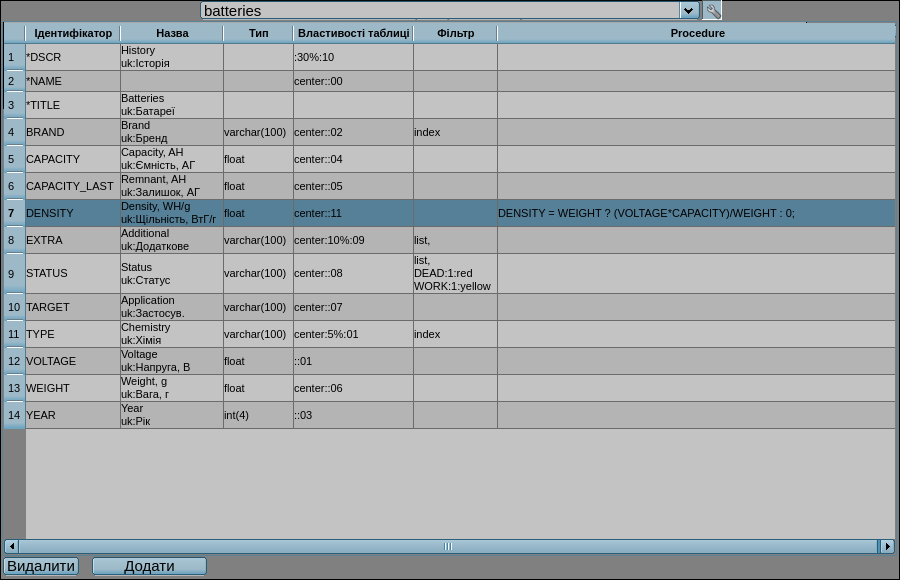 batteries
Ідентифікатор Назва Тип Властивості таблиці Фільтр Procedure
1 *DSCR History :30%:10
uk:Історія
2 *NAME center::00
3 *TITLE Batteries
uk:Батареї
4 BRAND Brand varchar(100) center::02 index
uk:Бренд
5 CAPACITY Capacity, AH float center::04
uk:Ємність, АГ
6 CAPACITY_LAST Remnant, AH float center::05
uk:Залишок, АГ
7 DENSITY Density, WH/g float center::11 DENSITY = WEIGHT ? (VOLTAGE*CAPACITY)/WEIGHT : 0;
uk:Щільність, ВтГ/г
8 EXTRA Additional varchar(100) center:10%:09 list,
uk:Додаткове
9 STATUS Status varchar(100) center::08 list,
uk:Статус DEAD:1:red
WORK:1:yellow
10 TARGET Application varchar(100) center::07
uk:Застосув.
11 TYPE Chemistry varchar(100) center:5%:01 index
uk:Хімія
12 VOLTAGE Voltage float ::01
uk:Напруга, В
13 WEIGHT Weight, g float center::06
uk:Вага, г
14 YEAR Year int(4) ::03
uk:Рік
Видалити Додати